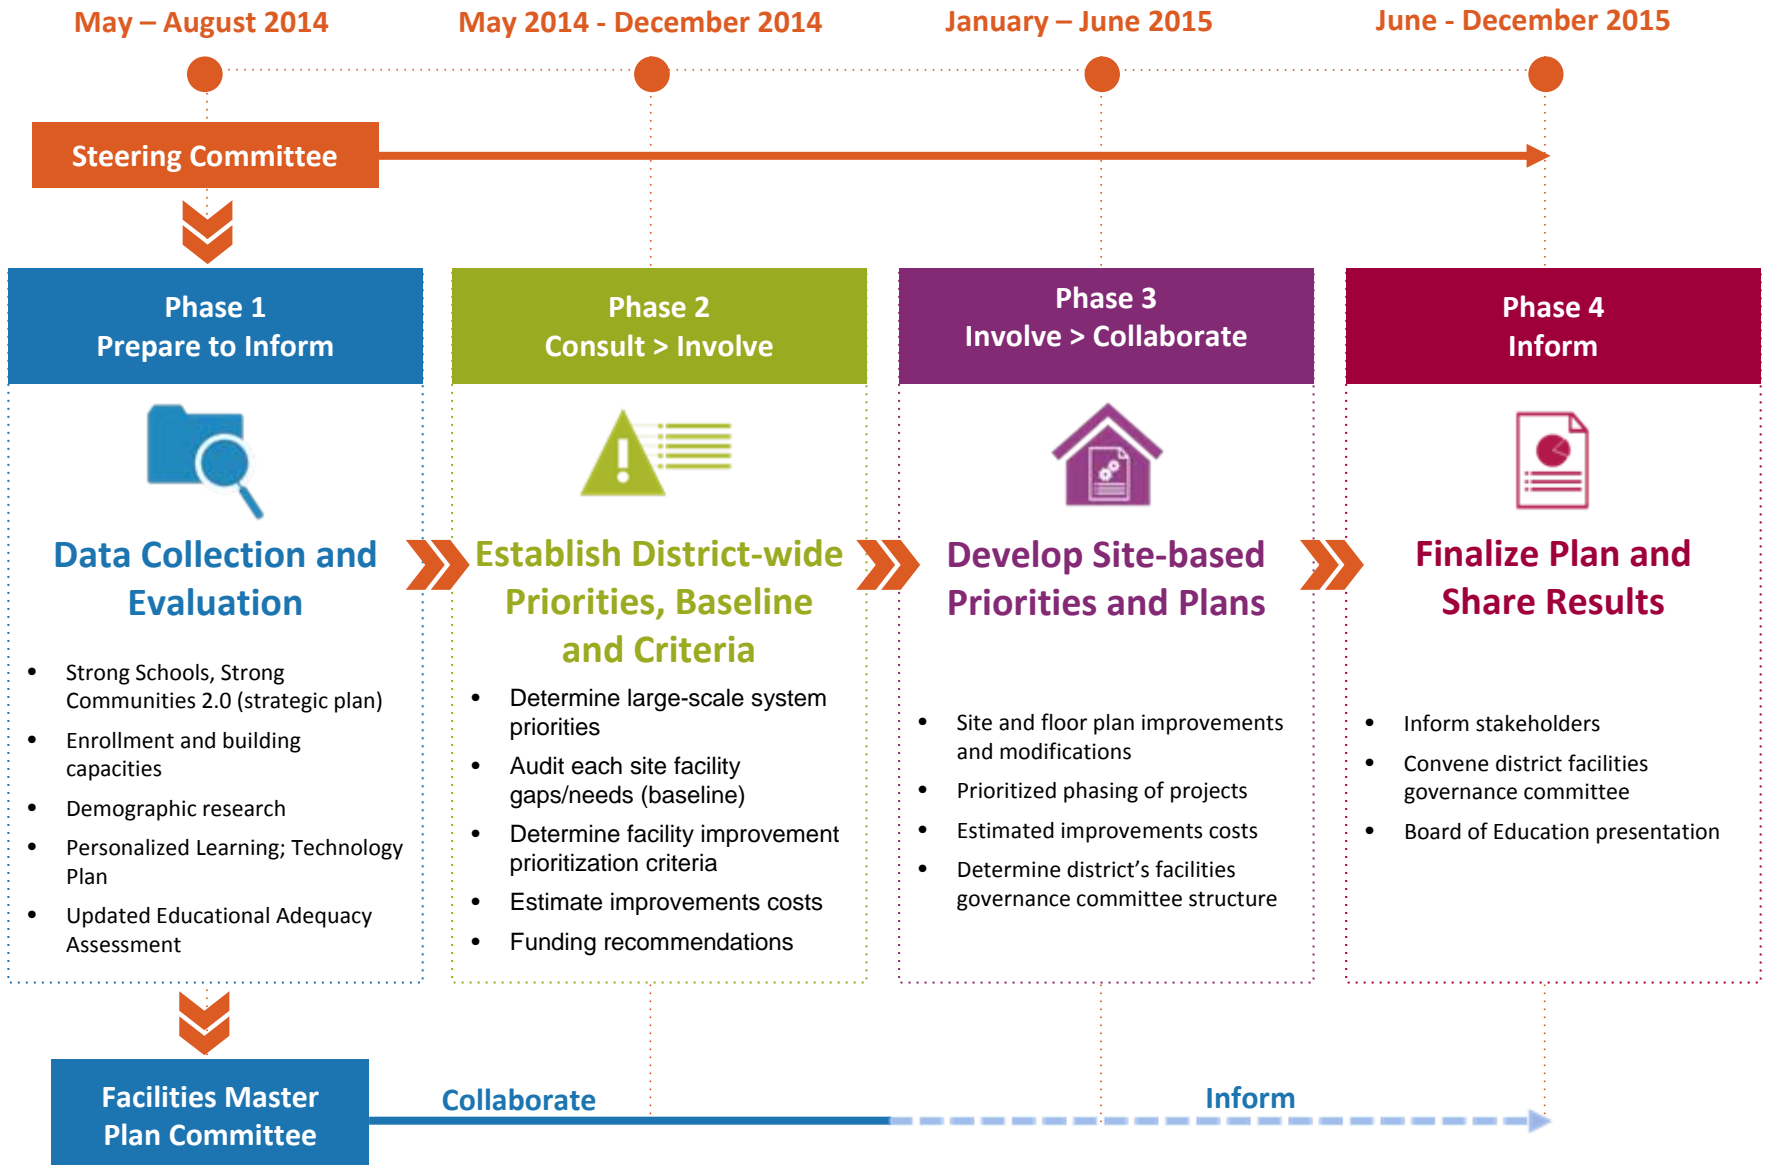 May – August 2014
May 2014 - December 2014
January – June 2015
June - December 2015
Steering Committee
Phase 1
Prepare to Inform
Data Collection and
Evaluation
• Strong Schools, Strong
Communities 2.0 (strategic plan)
• Enrollment and building
capacities
• Demographic research
• Personalized Learning; Technology
Plan
• Updated Educational Adequacy
Assessment
Phase 2
Consult > Involve
Establish District-wide
Priorities, Baseline
and Criteria
• Determine large-scale system
priorities
• Audit each site facility
gaps/needs (baseline)
• Determine facility improvement
prioritization criteria
• Estimate improvements costs
• Funding recommendations
Phase 3
Involve > Collaborate
Develop Site-based
Priorities and Plans
• Site and floor plan improvements
and modifications
• Prioritized phasing of projects
• Estimated improvements costs
• Determine district’s facilities
governance committee structure
Phase 4
Inform
Finalize Plan and
Share Results
• Inform stakeholders
• Convene district facilities
governance committee
• Board of Education presentation
Facilities Master
Plan Committee
Collaborate
Inform